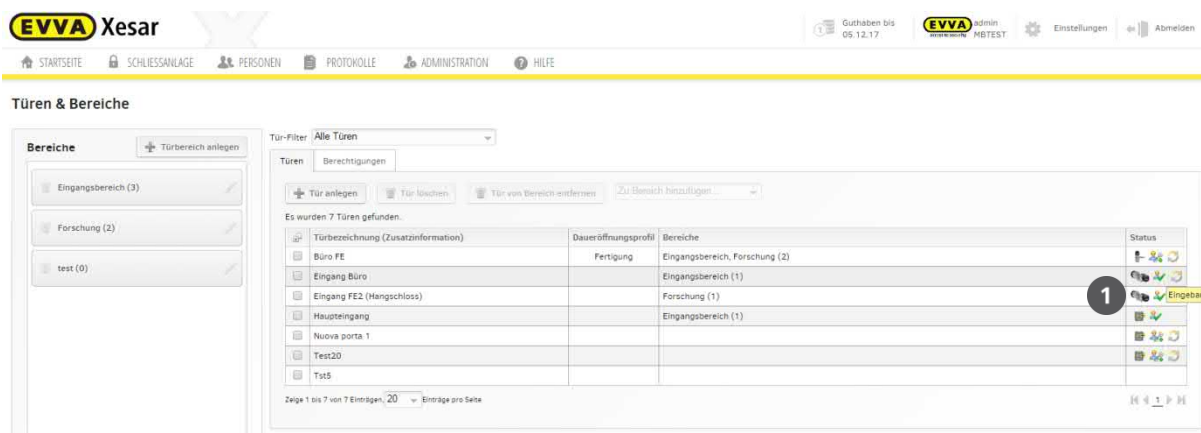 EVVA Xesar
Guthaben bis
05.12.17
EVVA admin
MBTEST
Einstellungen
Abmelden
STARTSEITE SCHLIESSANLAGE PERSONEN PROTOKOLLE ADMINISTRATION HILFE
Türen & Bereiche
Bereiche Türbereich anlegen
Eingangsbereich (3)
Forschung (2)
test (0)
Tür-Filter Alle Türen
Türen Berechtigungen
Tür anlegen Tür löschen Tür von Bereich entfernen Zu Bereich hinzufügen...
Es wurden 7 Türen gefunden.
Türbezeichnung (Zusatzinformation) Daueröffnungsprofil Bereiche Status
Büro FE Fertigung Eingangsbereich, Forschung (2)
Eingang Büro Eingangsbereich (1)
Eingang FE2 (Hangschloss) Forschung (1) 1 Eingeba
Haupteingang Eingangsbereich (1)
Nuova porta 1
Test20
Tst5
Zeige 1 bis 7 von 7 Einträgen, 20 Einträge pro Seite 1